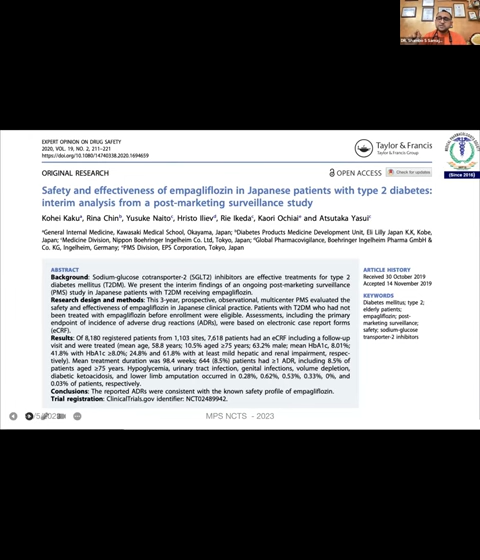 EXPERT OPINION ON DRUG SAFETY
2020, VOL. 19, NO. 2, 211–221
https://doi.org/10.1080/14740338.2020.1694659
Taylor & Francis
Taylor & Francis Group
ORIGINAL RESEARCH
OPEN ACCESS
Check for updates
(Since 2016)
Safety and effectiveness of empagliflozin in Japanese patients with type 2 diabetes:
interim analysis from a post-marketing surveillance study
Kohei Kakuᵃ, Rina Chinᵇ, Yusuke Naitoᶜ, Hristo Ilievᵈ, Rie Ikedaᶜ, Kaori Ochiaiᵉ and Atsutaka Yasuiᶜ
ᵃGeneral Internal Medicine, Kawasaki Medical School, Okayama, Japan; ᵇDiabetes Products Medicine Development Unit, Eli Lilly Japan K.K, Kobe,
Japan; ᶜMedicine Division, Nippon Boehringer Ingelheim Co. Ltd, Tokyo, Japan; ᵈGlobal Pharmacovigilance, Boehringer Ingelheim Pharma GmbH &
Co. KG, Ingelheim, Germany; ᵉPMS Division, EPS Corporation, Tokyo, Japan
ABSTRACT
Background: Sodium-glucose cotransporter-2 (SGLT2) inhibitors are effective treatments for type 2
diabetes mellitus (T2DM). We present the interim findings of an ongoing post-marketing surveillance
(PMS) study in Japanese patients with T2DM receiving empagliflozin.
Research design and methods: This 3-year, prospective, observational, multicenter PMS evaluated the
safety and effectiveness of empagliflozin in Japanese clinical practice. Patients with T2DM who had not
been treated with empagliflozin before enrollment were eligible. Assessments, including the primary
endpoint of incidence of adverse drug reactions (ADRs), were based on electronic case report forms
(eCRF).
Results: Of 8,180 registered patients from 1,103 sites, 7,618 patients had an eCRF including a follow-up
visit and were treated (mean age, 58.8 years; 10.5% aged ≥75 years; 63.2% male; mean HbA1c, 8.01%;
41.8% with HbA1c ≥8.0%; 24.8% and 61.8% with at least mild hepatic and renal impairment, respec-
tively). Mean treatment duration was 98.4 weeks; 644 (8.5%) patients had ≥1 ADR, including 8.5% of
patients aged ≥75 years. Hypoglycemia, urinary tract infection, genital infections, volume depletion,
diabetic ketoacidosis, and lower limb amputation occurred in 0.28%, 0.62%, 0.53%, 0.33%, 0%, and
0.03% of patients, respectively.
Conclusions: The reported ADRs were consistent with the known safety profile of empagliflozin.
Trial registration: ClinicalTrials.gov identifier: NCT02489942.
ARTICLE HISTORY
Received 30 October 2019
Accepted 14 November 2019
KEYWORDS
Diabetes mellitus; type 2;
elderly patients;
empagliflozin; post-
marketing surveillance;
safety; sodium-glucose
transporter-2 inhibitors
MPS NCTS - 2023